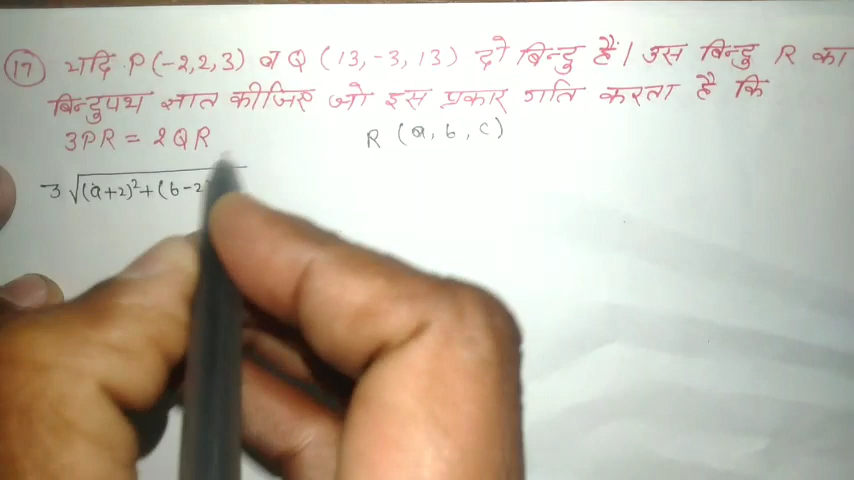 (17) यदि P(-2,2,3) व Q (13,-3,13) दो बिन्दु हैं। उस बिन्दु R का
बिन्दुपथ ज्ञात कीजिए जो इस प्रकार गति करता है कि
3PR = 2QR
R (a, b, c)
3 √(a+2)²+(b-2)